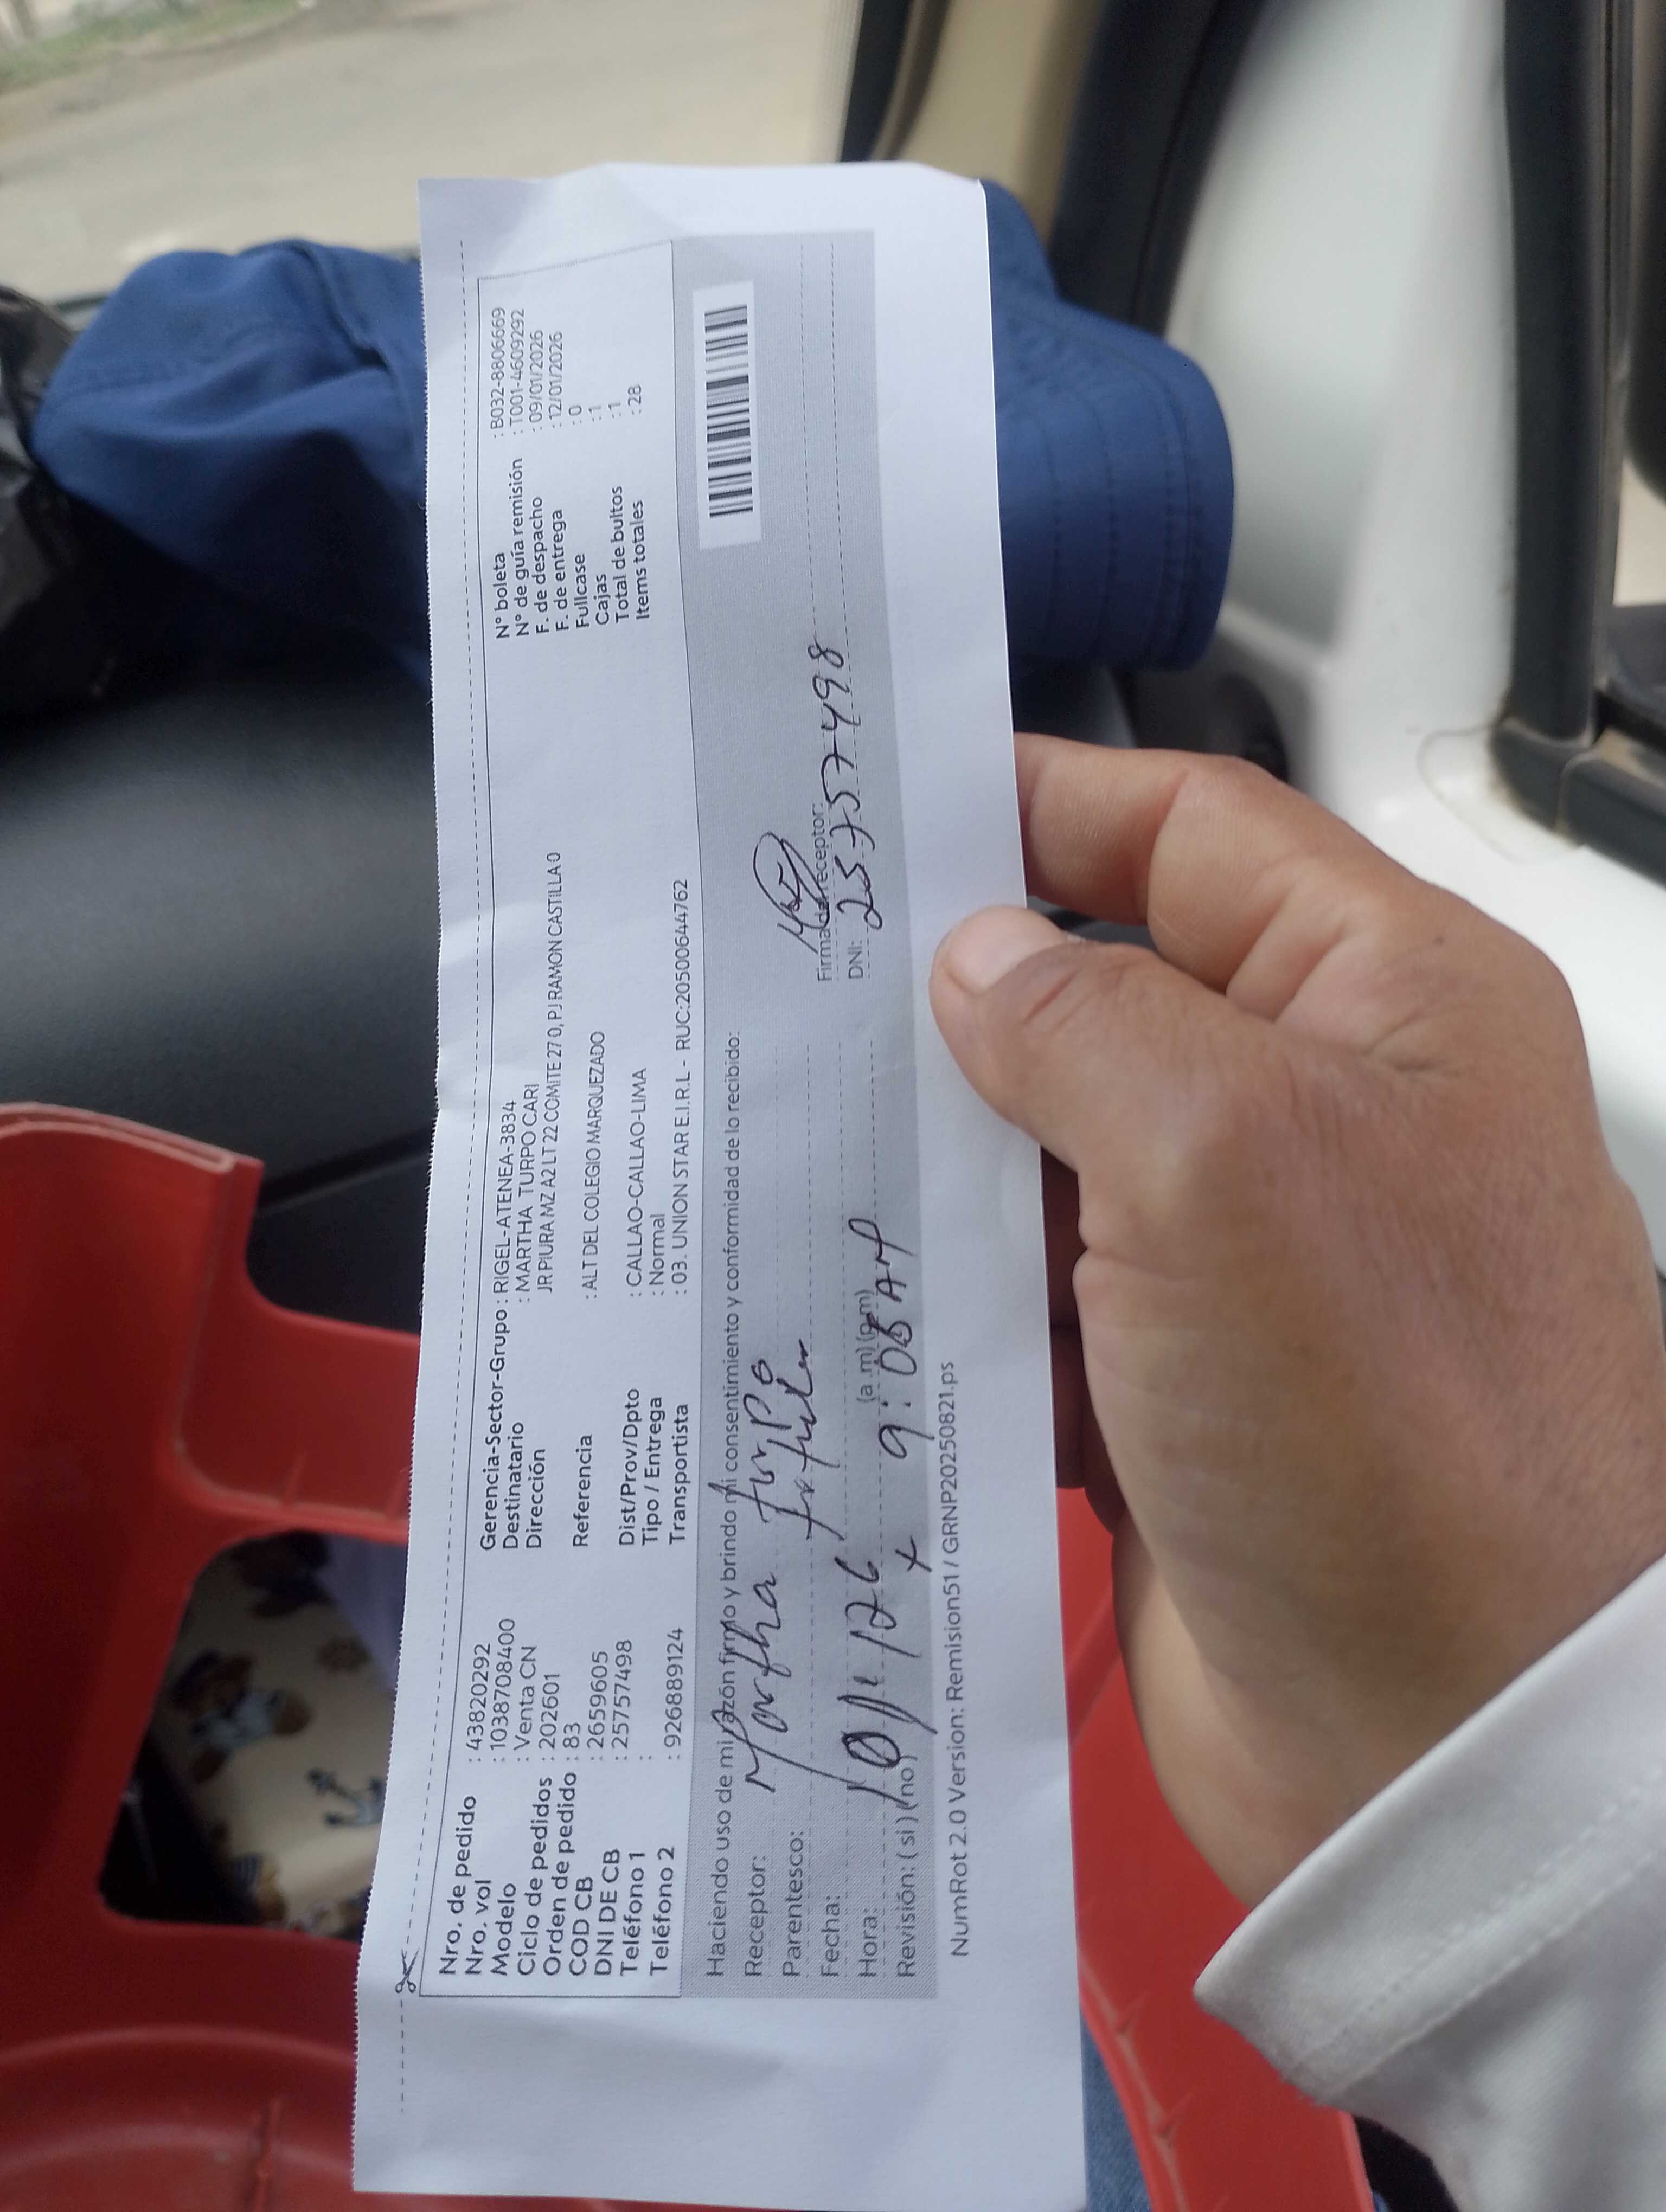 Nro. de pedido : 43820292
Nro. vol : 1038708400
Modelo : Venta CN
Ciclo de pedidos : 202601
Orden de pedido : 83
COD CB : 2659605
DNI DE CB : 25757498
Teléfono 1 :
Teléfono 2 : 926889124
Gerencia-Sector-Grupo : RIGEL-ATENEA-3834
Destinatario : MARTHA TURPO CARI
Dirección JR PIURA MZ A2 LT 22 COMITE 27 0, PJ RAMON CASTILLA 0
Referencia : ALT DEL COLEGIO MARQUEZADO
Dist/Prov/Dpto : CALLAO-CALLAO-LIMA
Tipo / Entrega : Normal
Transportista : 03. UNION STAR E.I.R.L - RUC:20500644762
N° boleta : B032-8806669
N° de guía remisión : T001-4609292
F. de despacho : 09/01/2026
F. de entrega : 12/01/2026
Fullcase : 0
Cajas : 1
Total de bultos : 1
Items totales : 28
Haciendo uso de mi razón firmo y brindo mi consentimiento y conformidad de lo recibido:
Receptor: Martha turpo
Parentesco:
Fecha: 10/1/26
Hora: (a m) (p m) 9:05 AM
Revisión: ( si ) ( no )
Firma del receptor:
DNI: 25757498
NumRot 2.0 Version: Remision51 / GRNP20250821.ps